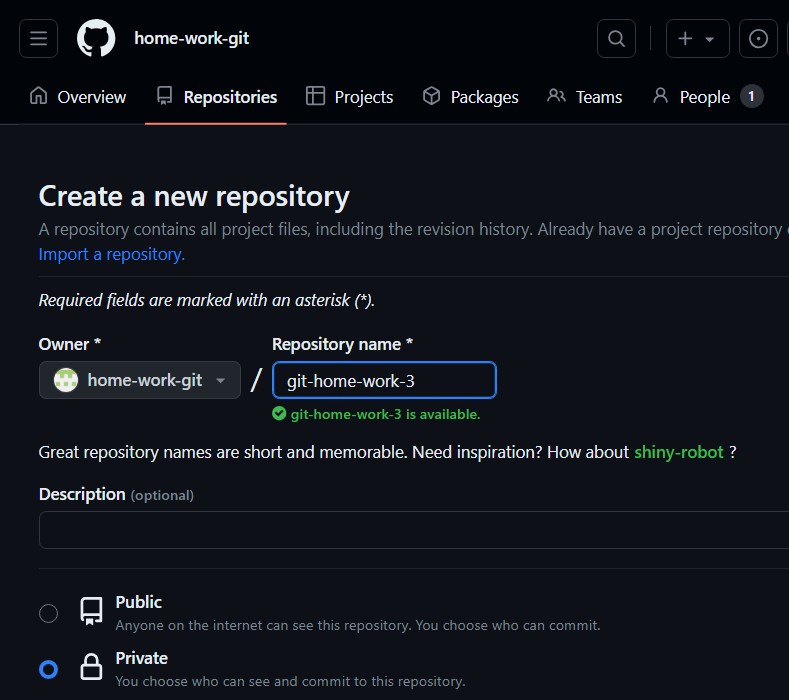 home-work-git
Overview Repositories Projects Packages Teams People 1
Create a new repository
A repository contains all project files, including the revision history. Already have a project repository
Import a repository.
Required fields are marked with an asterisk (*).
Owner * Repository name *
home-work-git / git-home-work-3
git-home-work-3 is available.
Great repository names are short and memorable. Need inspiration? How about shiny-robot ?
Description (optional)
Public
Anyone on the internet can see this repository. You choose who can commit.
Private
You choose who can see and commit to this repository.